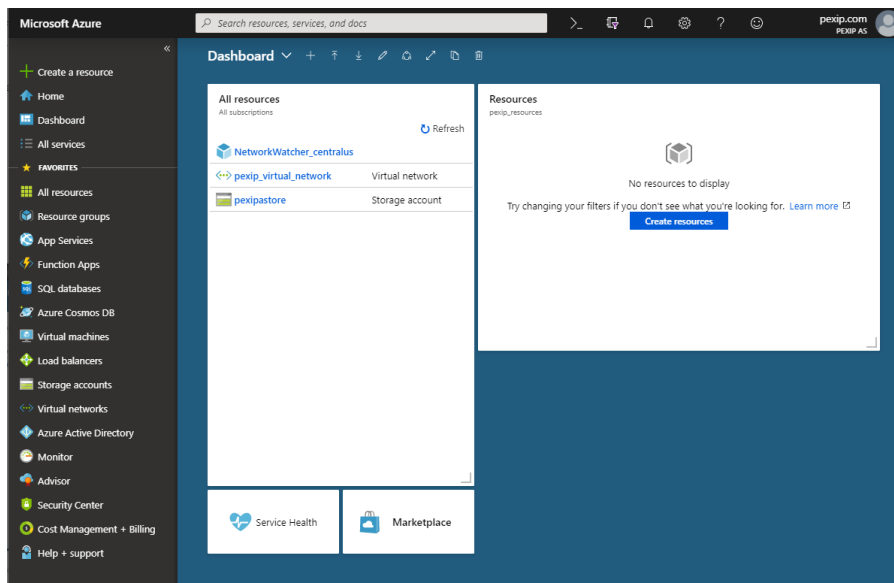 Microsoft Azure
Search resources, services, and docs
pexip.com
PEXIP AS
«
Create a resource
Home
Dashboard
All services
FAVORITES
All resources
Resource groups
App Services
Function Apps
SQL databases
Azure Cosmos DB
Virtual machines
Load balancers
Storage accounts
Virtual networks
Azure Active Directory
Monitor
Advisor
Security Center
Cost Management + Billing
Help + support
Dashboard
All resources
All subscriptions
Refresh
NetworkWatcher_centralus
pexip_virtual_network Virtual network
pexipastore Storage account
Resources
pexip_resources
No resources to display
Try changing your filters if you don't see what you're looking for. Learn more
Create resources
Service Health
Marketplace